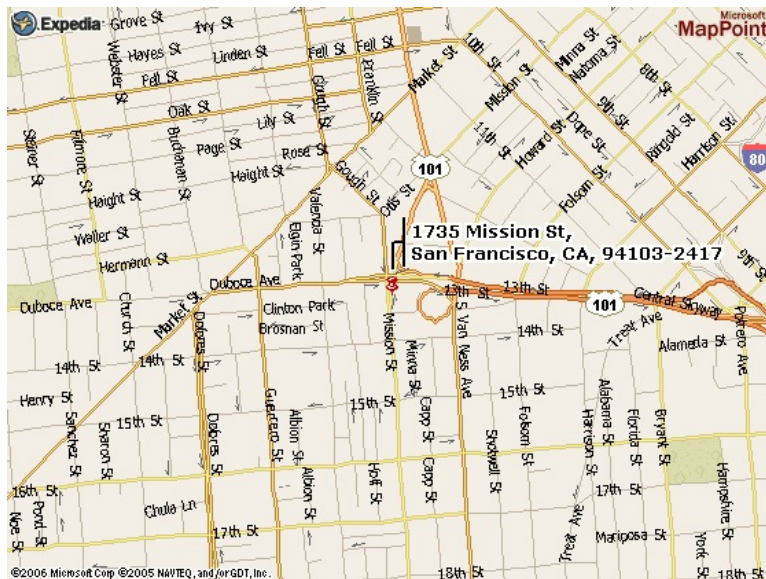 Expedia
Microsoft
MapPoint
Grove St
Ivy St
Hayes St
Linden St
Fell St
Fell St
Fell St
Webster St
Gough St
Franklin St
Market St
10th St
Minna St
Natoma St
Mission St
8th St
9th St
Oak St
Lily St
Page St
Rose St
Haight St
Haight St
Steiner St
Fillmore St
Buchanan St
Gough St
Otis St
11th St
Howard St
Dore St
Ringold St
Harrison St
Folsom St
101
80
Waller St
Hermann St
Elgin Park
Valencia St
1735 Mission St,
San Francisco, CA, 94103-2417
9th St
Duboce Ave
Duboce Ave
13th St
13th St
101
Central Skyway
Market St
Church St
Dolores St
Clinton Park
Brosnan St
Mission St
Minna St
S Van Ness Ave
14th St
Treat Ave
Alameda St
Potrero Ave
14th St
14th St
Henry St
Sanchez St
Sharon St
15th St
Dolores St
Guerrero St
Albion St
Albion St
15th St
Hoff St
Capp St
Capp St
15th St
Shotwell St
Folsom St
Harrison St
Alabama St
Florida St
Bryant St
Hampshire St
16th St
Noe St
Pond St
Chula Ln
17th St
17th St
Treat Ave
Mariposa St
York St
18th St
18th St
©2006 Microsoft Corp ©2005 NAVTEQ, and/or GDT, Inc.